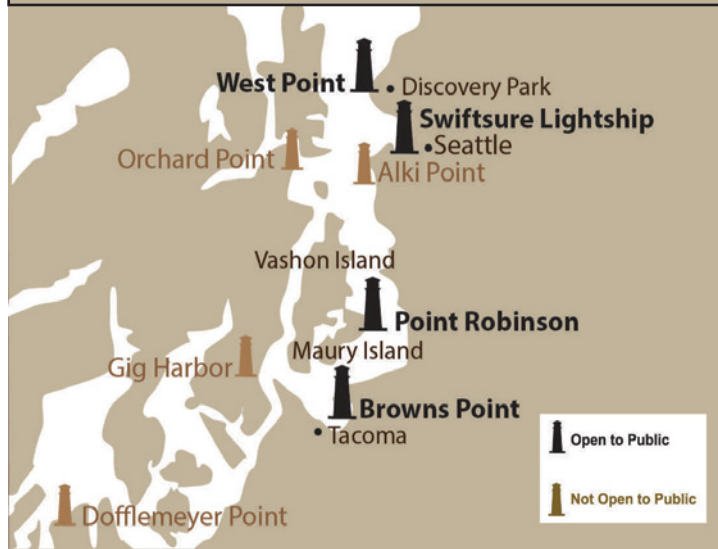 West Point
Discovery Park
Swiftsure Lightship
Seattle
Orchard Point
Alki Point
Vashon Island
Point Robinson
Maury Island
Gig Harbor
Browns Point
Tacoma
Open to Public
Not Open to Public
Dofflemeyer Point